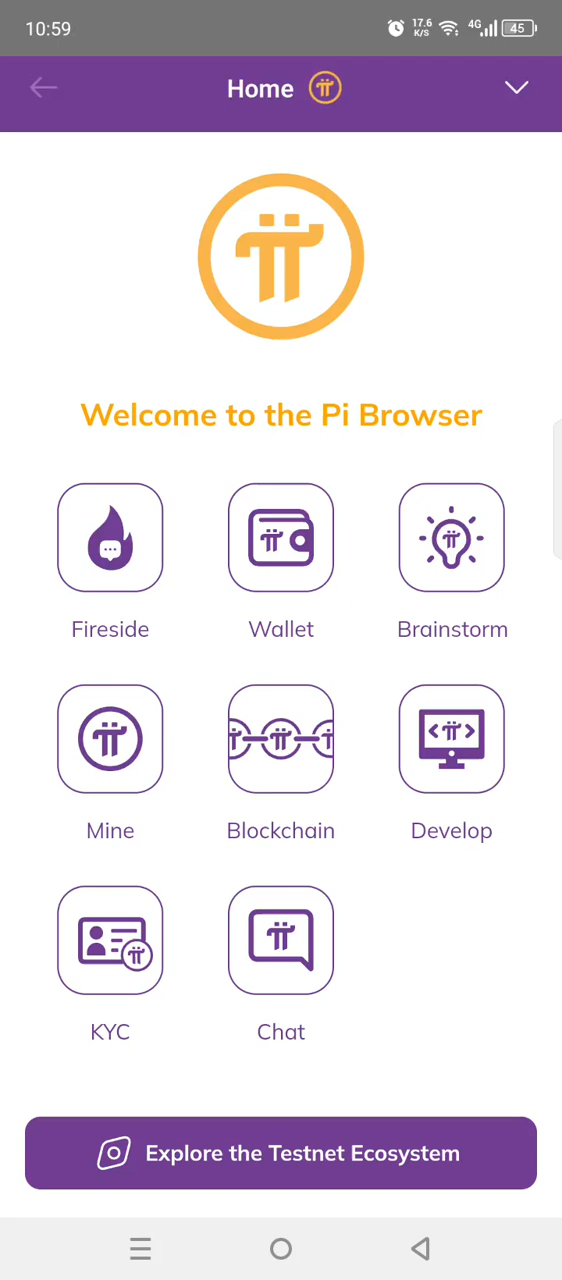 10:59
17.6
K/S
4G
45
Home
Welcome to the Pi Browser
Fireside
Wallet
Brainstorm
Mine
Blockchain
Develop
KYC
Chat
Explore the Testnet Ecosystem